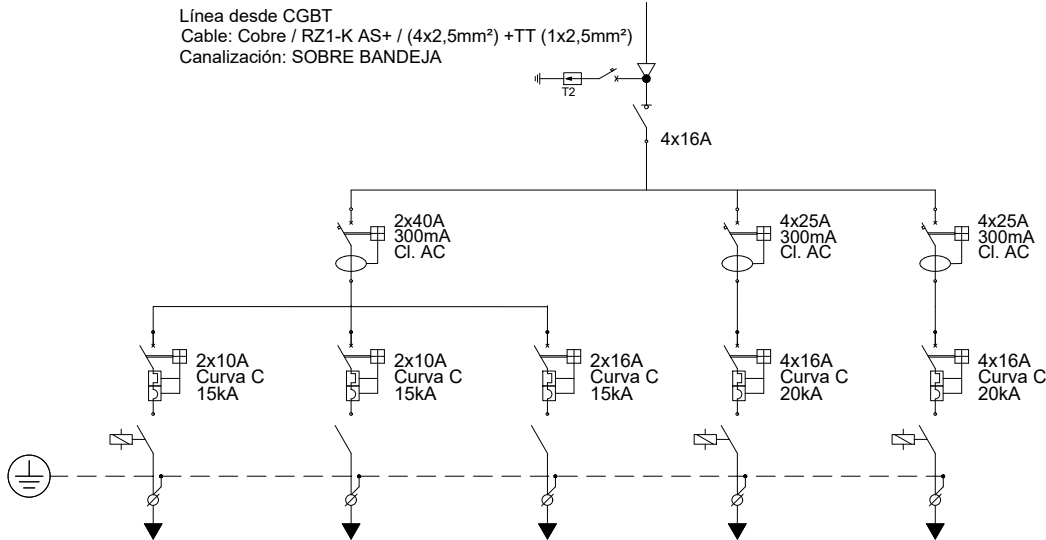 Línea desde CGBT
Cable: Cobre / RZ1-K AS+ / (4x2,5mm²) +TT (1x2,5mm²)
Canalización: SOBRE BANDEJA
T2
4x16A
2x40A
300mA
Cl. AC
4x25A
300mA
Cl. AC
4x25A
300mA
Cl. AC
2x10A
Curva C
15kA
2x10A
Curva C
15kA
2x16A
Curva C
15kA
4x16A
Curva C
20kA
4x16A
Curva C
20kA